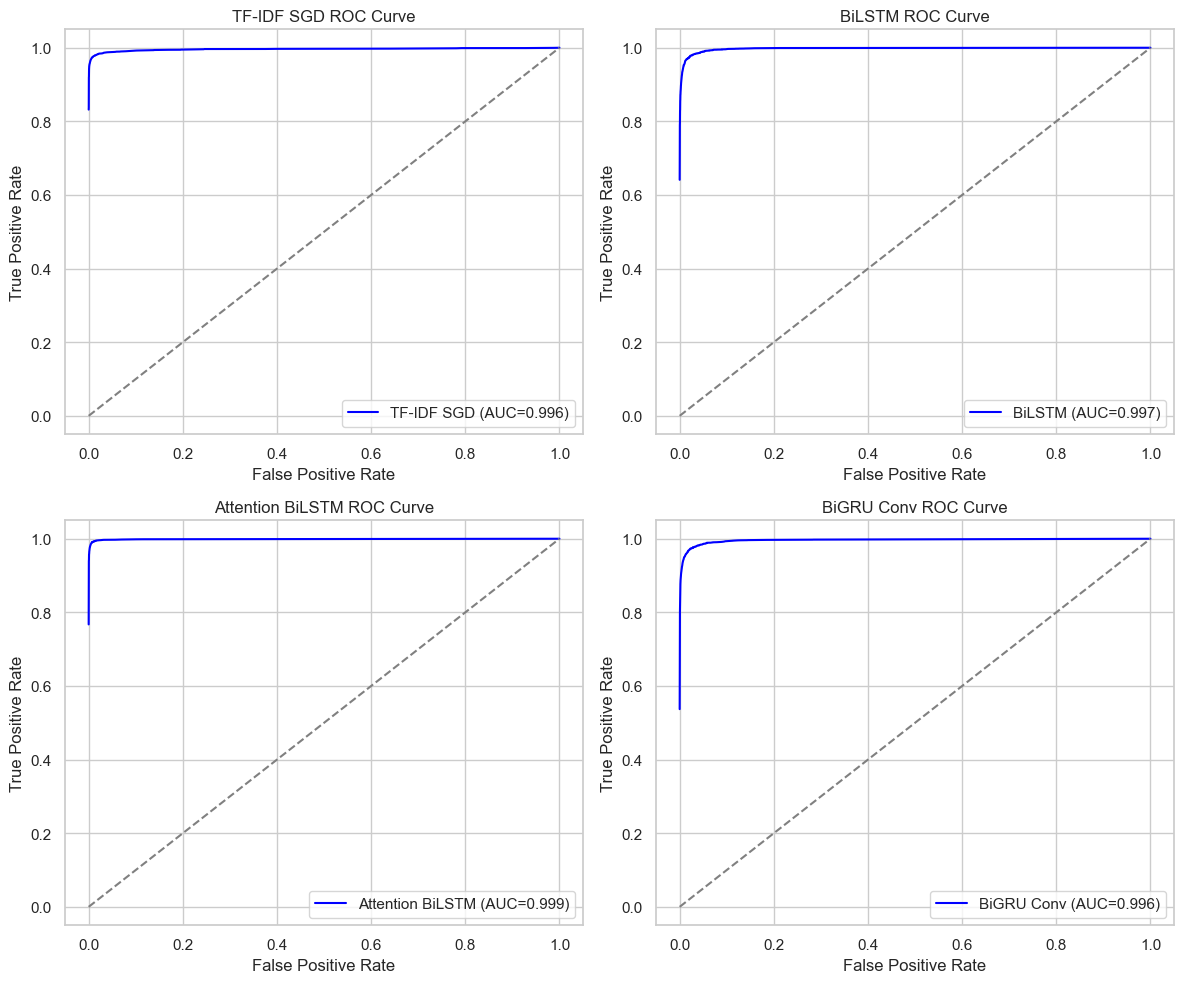 TF-IDF SGD ROC Curve
1.0
0.8
0.6
0.4
0.2
0.0
True Positive Rate
TF-IDF SGD (AUC=0.996)
0.0 0.2 0.4 0.6 0.8 1.0
False Positive Rate
BiLSTM ROC Curve
1.0
0.8
0.6
0.4
0.2
0.0
True Positive Rate
BiLSTM (AUC=0.997)
0.0 0.2 0.4 0.6 0.8 1.0
False Positive Rate
Attention BiLSTM ROC Curve
1.0
0.8
0.6
0.4
0.2
0.0
True Positive Rate
Attention BiLSTM (AUC=0.999)
0.0 0.2 0.4 0.6 0.8 1.0
False Positive Rate
BiGRU Conv ROC Curve
1.0
0.8
0.6
0.4
0.2
0.0
True Positive Rate
BiGRU Conv (AUC=0.996)
0.0 0.2 0.4 0.6 0.8 1.0
False Positive Rate